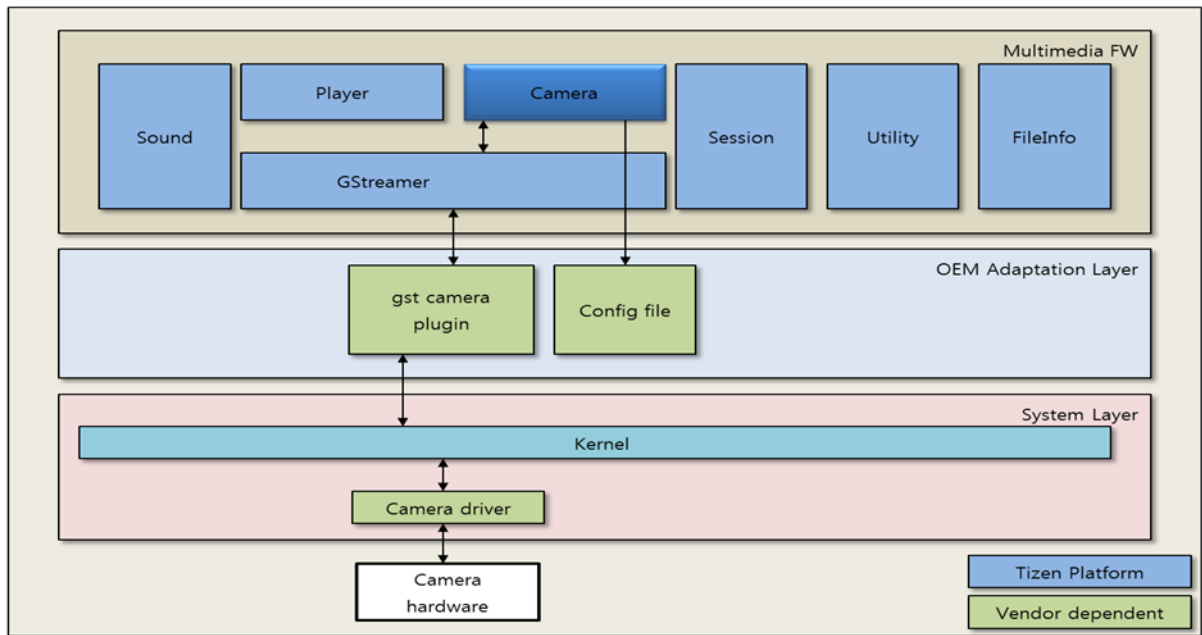 Multimedia FW
Sound
Player
Camera
GStreamer
Session
Utility
FileInfo
OEM Adaptation Layer
gst camera
plugin
Config file
System Layer
Kernel
Camera driver
Camera
hardware
Tizen Platform
Vendor dependent